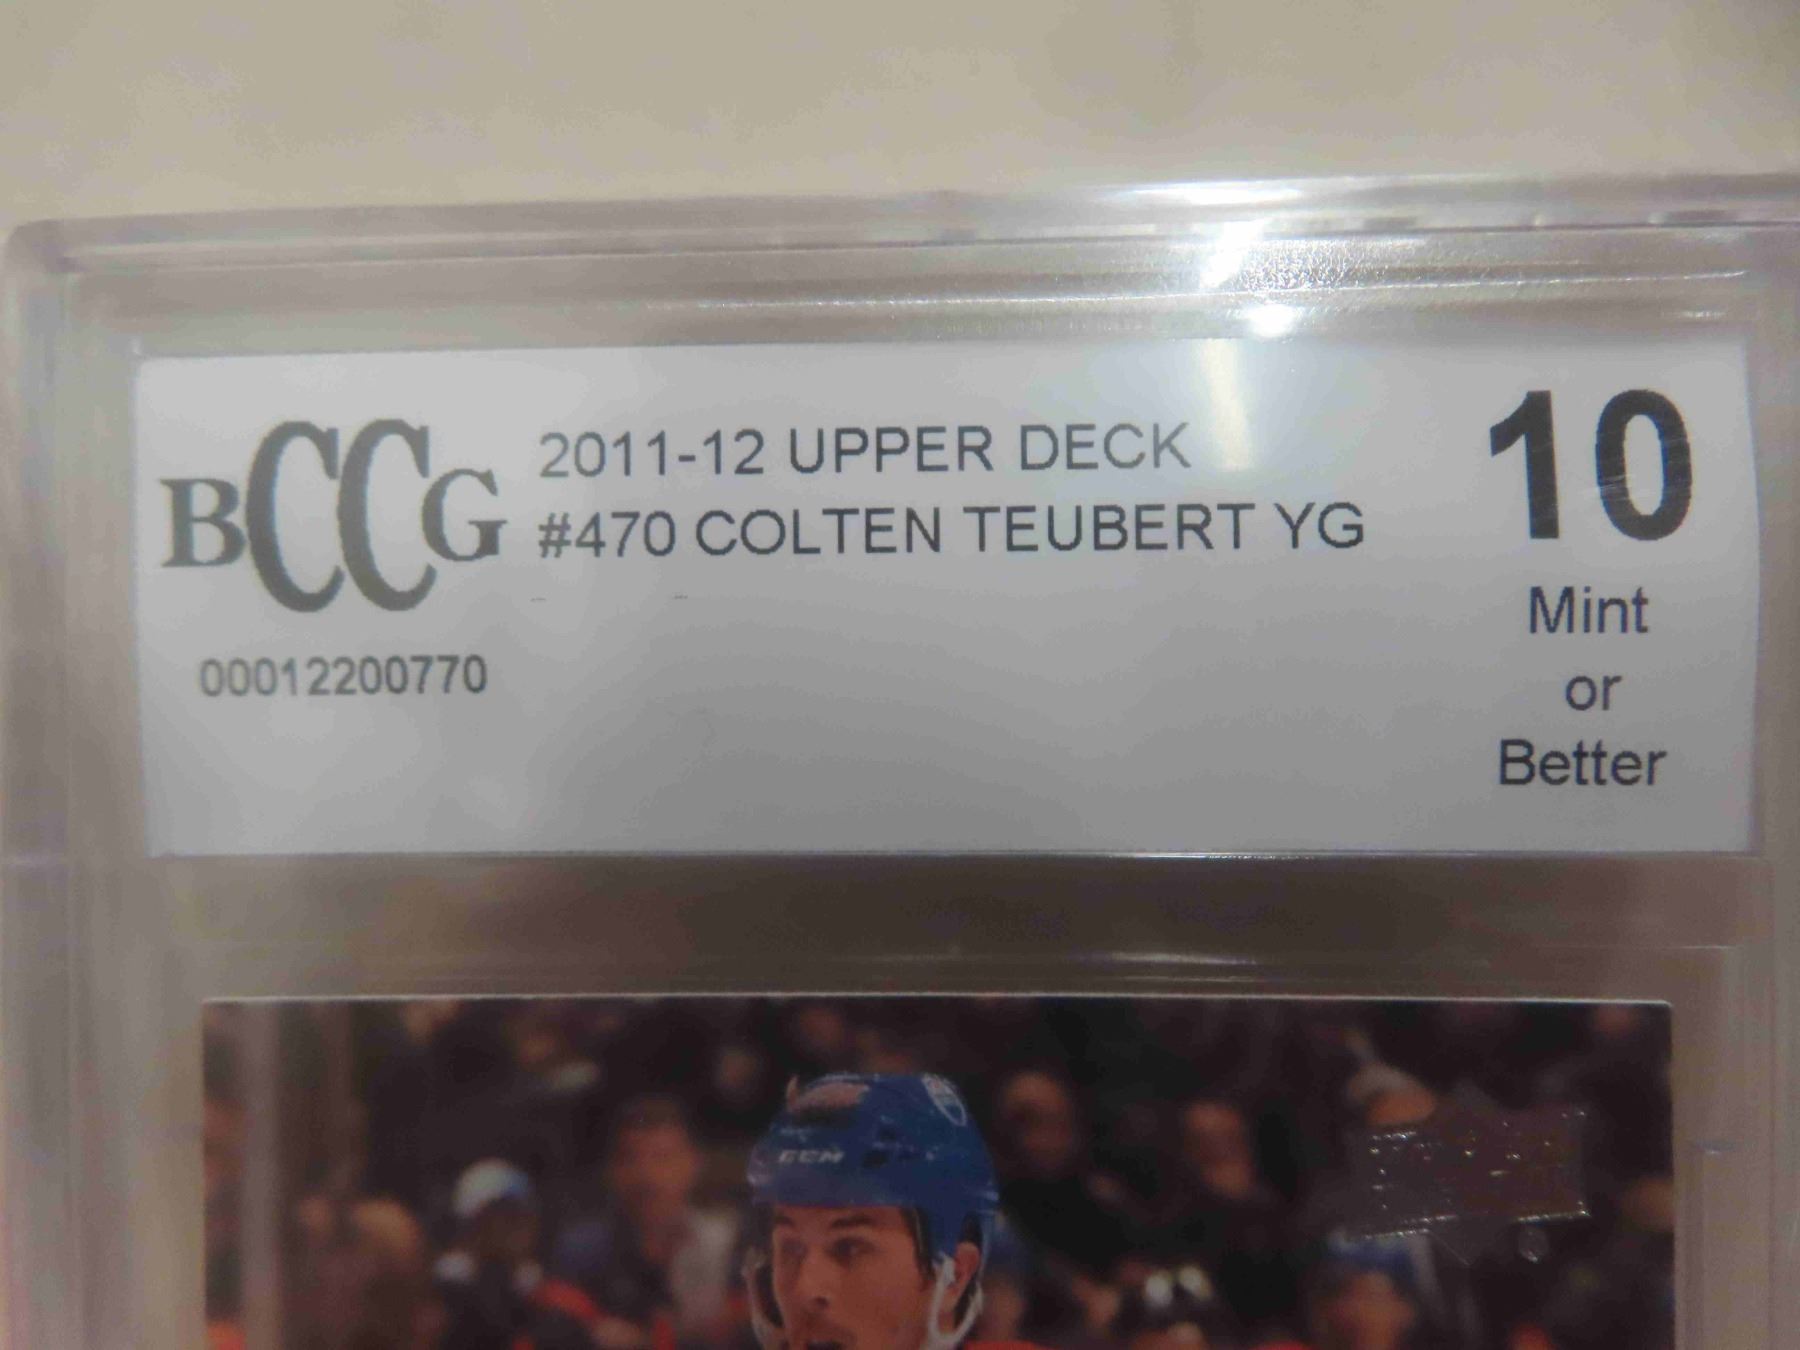 BCCG
2011-12 UPPER DECK
#470 COLTEN TEUBERT YG
00012200770
10
Mint
or
Better
CCM